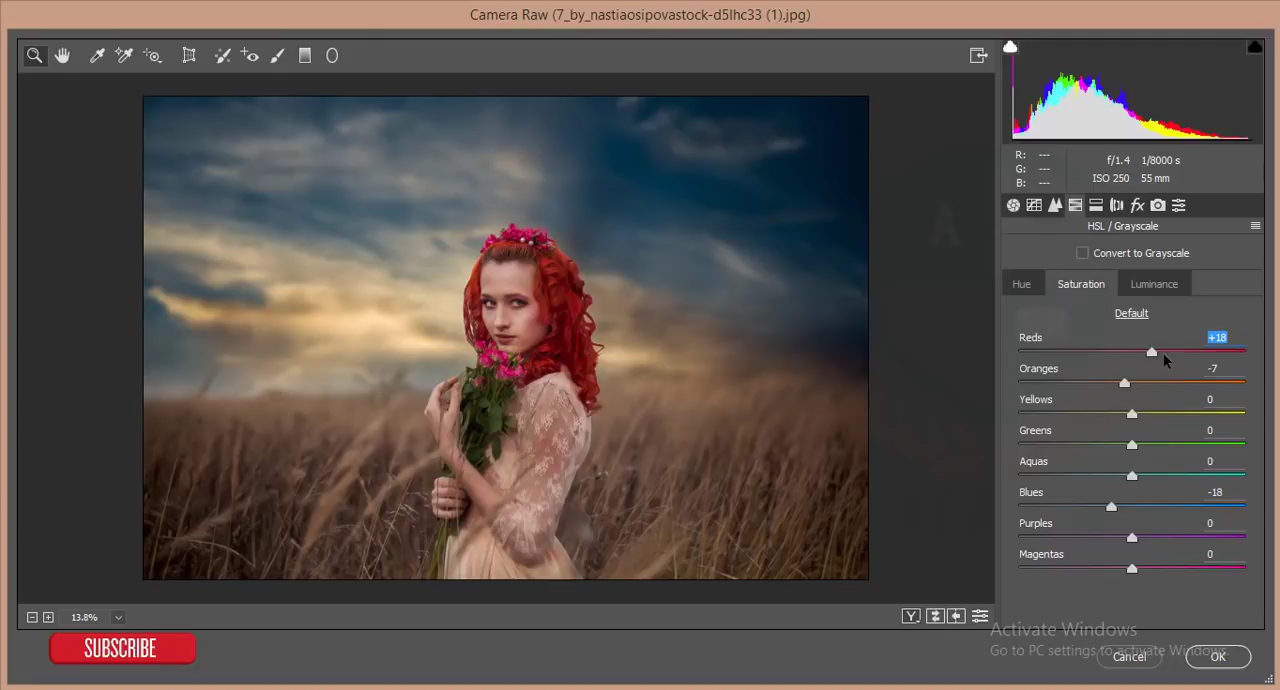 Camera Raw (7_by_nastiaosipovastock-d5lhc33 (1).jpg)
R: ---
G: ---
B: ---
f/1.4 1/8000 s
ISO 250 55 mm
fx
HSL / Grayscale
Convert to Grayscale
Hue Saturation Luminance
Default
Reds +18
Oranges -7
Yellows 0
Greens 0
Aquas 0
Blues -18
Purples 0
Magentas 0
13.8%
Y
SUBSCRIBE
Activate Windows
Go to PC settings to activate Windows.
Cancel OK